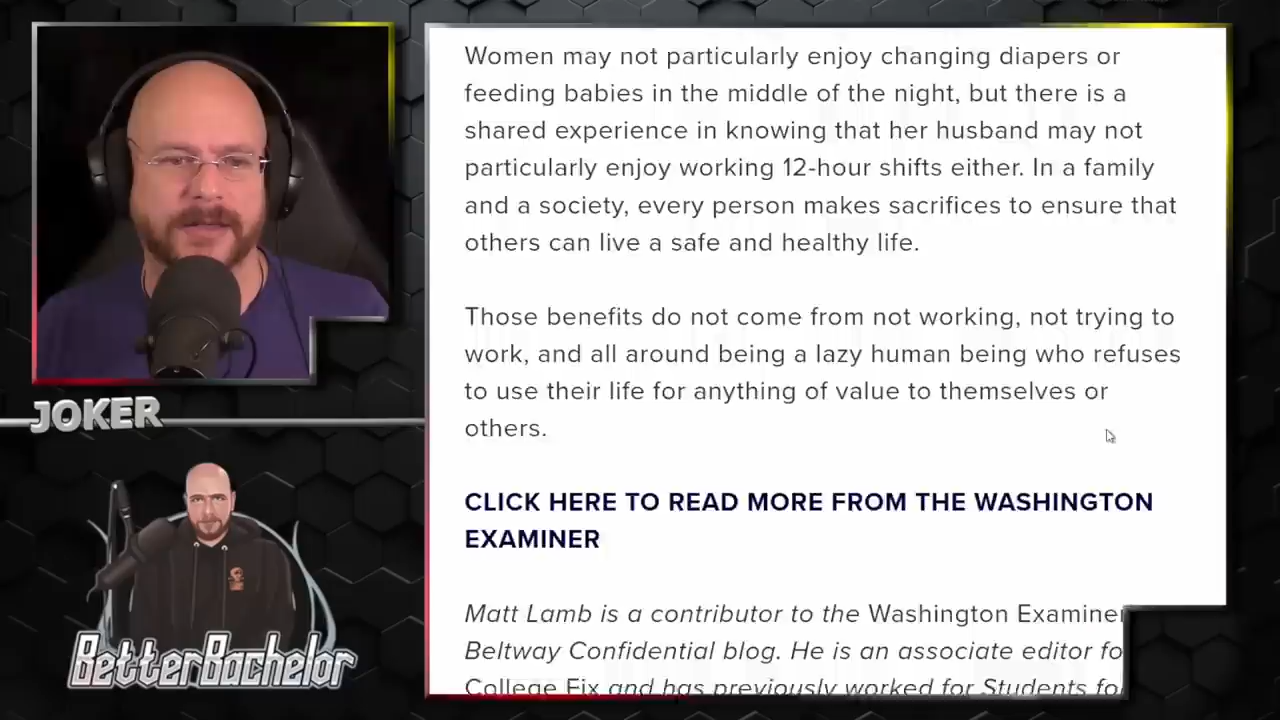 Women may not particularly enjoy changing diapers or
feeding babies in the middle of the night, but there is a
shared experience in knowing that her husband may not
particularly enjoy working 12-hour shifts either. In a family
and a society, every person makes sacrifices to ensure that
others can live a safe and healthy life.
Those benefits do not come from not working, not trying to
work, and all around being a lazy human being who refuses
to use their life for anything of value to themselves or
others.
CLICK HERE TO READ MORE FROM THE WASHINGTON
EXAMINER
Matt Lamb is a contributor to the Washington Examiner
Beltway Confidential blog. He is an associate editor fo
College Fix and has previously worked for Students fo
JOKER
BetterBachelor